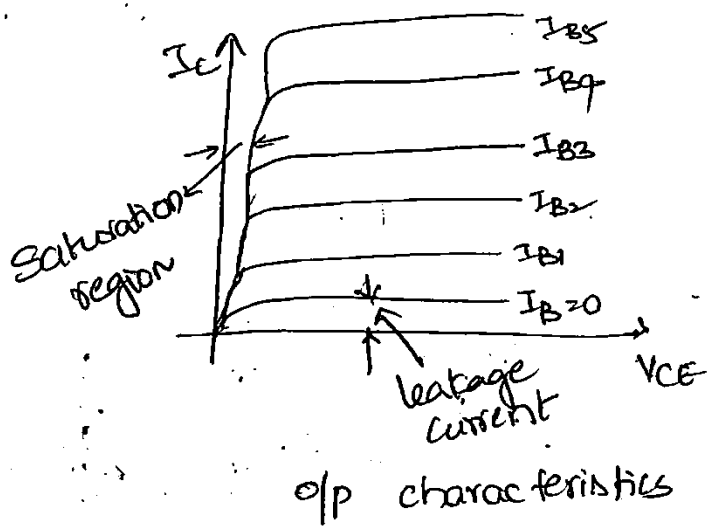 I_C
I_B5
I_B4
I_B3
I_B2
I_B1
I_B=0
Saturation region
leakage current
V_CE
o/p characteristics